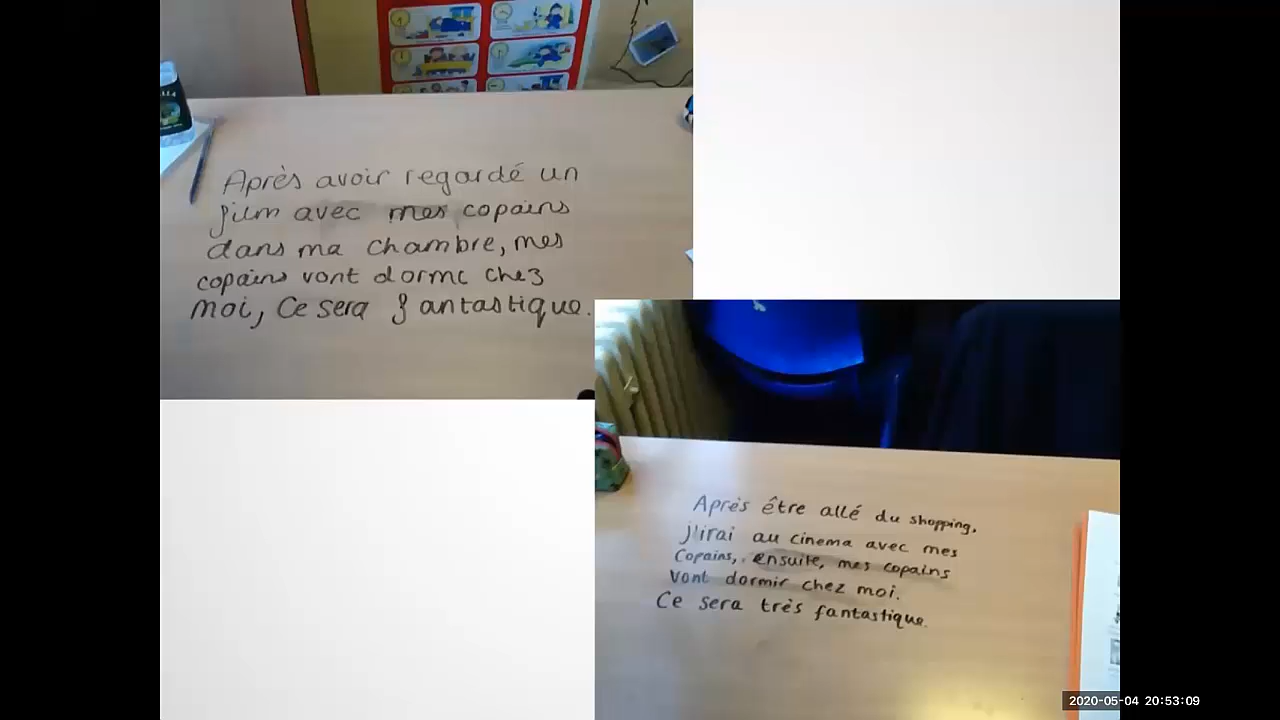 Après avoir regardé un
film avec mes copains
dans ma chambre, mes
copains vont dormc chez
moi, Ce sera fantastique.
Après être allé du shopping,
j'irai au cinema avec mes
Copains, ensuite, mes copains
vont dormir chez moi.
Ce sera très fantastique.
2020-05-04 20:53:09